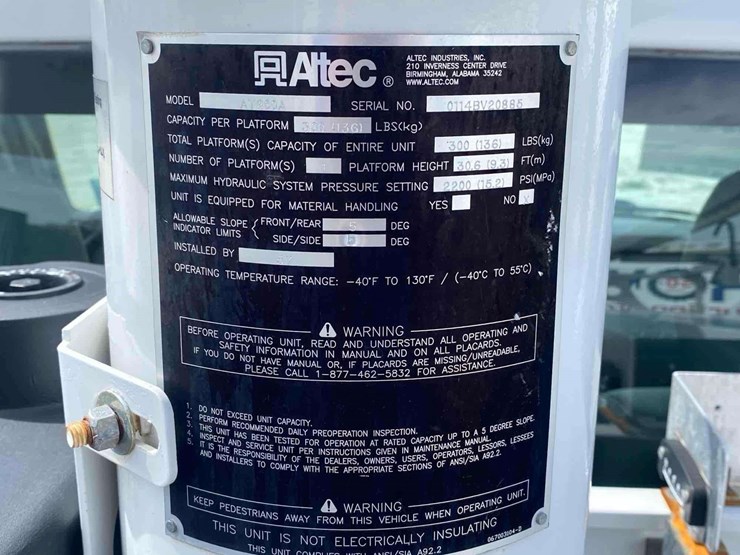 Altec ®
ALTEC INDUSTRIES, INC.
210 INVERNESS CENTER DRIVE
BIRMINGHAM, ALABAMA 35242
WWW.ALTEC.COM
MODEL
SERIAL NO. 0114BV20885
CAPACITY PER PLATFORM LBS(kg)
TOTAL PLATFORM(S) CAPACITY OF ENTIRE UNIT 300 (136) LBS(kg)
NUMBER OF PLATFORM(S) PLATFORM HEIGHT 30.6 (9.3) FT(m)
MAXIMUM HYDRAULIC SYSTEM PRESSURE SETTING 2200 (15.2) PSI(MPa)
UNIT IS EQUIPPED FOR MATERIAL HANDLING YES NO X
ALLOWABLE SLOPE INDICATOR LIMITS
FRONT/REAR 5 DEG
SIDE/SIDE 5 DEG
INSTALLED BY
OPERATING TEMPERATURE RANGE: -40°F TO 130°F / (-40°C TO 55°C)
WARNING
BEFORE OPERATING UNIT, READ AND UNDERSTAND ALL OPERATING AND
SAFETY INFORMATION IN MANUAL AND ON ALL PLACARDS.
IF YOU DO NOT HAVE MANUAL OR, IF PLACARDS ARE MISSING/UNREADABLE,
PLEASE CALL 1-877-462-5832 FOR ASSISTANCE.
1. DO NOT EXCEED UNIT CAPACITY.
2. PERFORM RECOMMENDED DAILY PREOPERATION INSPECTION.
3. THIS UNIT HAS BEEN TESTED FOR OPERATION AT RATED CAPACITY UP TO A 5 DEGREE SLOPE.
4. INSPECT AND SERVICE UNIT PER INSTRUCTIONS GIVEN IN MAINTENANCE MANUAL.
5. IT IS THE RESPONSIBILITY OF THE DEALERS, OWNERS, USERS, OPERATORS, LESSORS, LESSEES
AND INSTALLERS TO COMPLY WITH THE APPROPRIATE SECTIONS OF ANSI/SIA A92.2.
WARNING
KEEP PEDESTRIANS AWAY FROM THIS VEHICLE WHEN OPERATING UNIT.
THIS UNIT IS NOT ELECTRICALLY INSULATING
067003104-D
THIS UNIT COMPLIES WITH ANSI/SIA A92.2